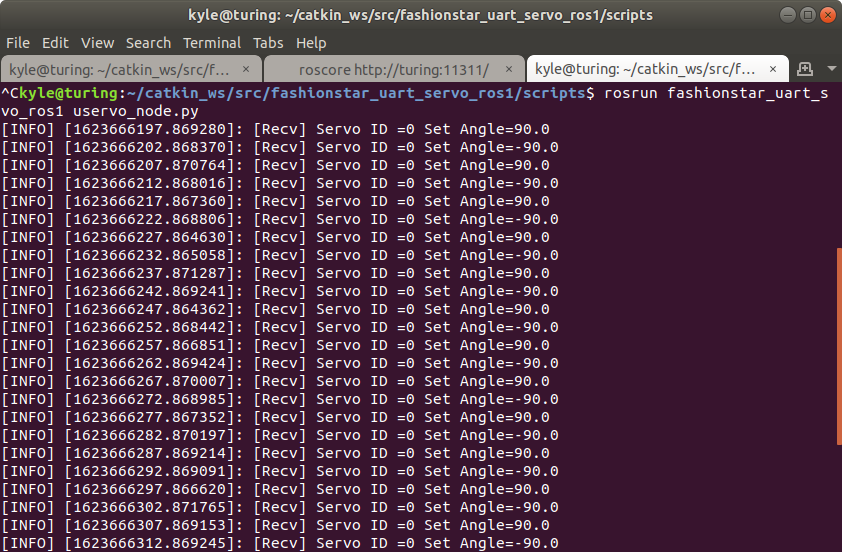 kyle@turing: ~/catkin_ws/src/fashionstar_uart_servo_ros1/scripts
File Edit View Search Terminal Tabs Help
kyle@turing: ~/catkin_ws/src/f… × roscore http://turing:11311/ × kyle@turing: ~/catkin_ws/src/f… ×
^Ckyle@turing:~/catkin_ws/src/fashionstar_uart_servo_ros1/scripts$ rosrun fashionstar_uart_s
vo_ros1 uservo_node.py
[INFO] [1623666197.869280]: [Recv] Servo ID =0 Set Angle=90.0
[INFO] [1623666202.868370]: [Recv] Servo ID =0 Set Angle=-90.0
[INFO] [1623666207.870764]: [Recv] Servo ID =0 Set Angle=90.0
[INFO] [1623666212.868016]: [Recv] Servo ID =0 Set Angle=-90.0
[INFO] [1623666217.867360]: [Recv] Servo ID =0 Set Angle=90.0
[INFO] [1623666222.868806]: [Recv] Servo ID =0 Set Angle=-90.0
[INFO] [1623666227.864630]: [Recv] Servo ID =0 Set Angle=90.0
[INFO] [1623666232.865058]: [Recv] Servo ID =0 Set Angle=-90.0
[INFO] [1623666237.871287]: [Recv] Servo ID =0 Set Angle=90.0
[INFO] [1623666242.869241]: [Recv] Servo ID =0 Set Angle=-90.0
[INFO] [1623666247.864362]: [Recv] Servo ID =0 Set Angle=90.0
[INFO] [1623666252.868442]: [Recv] Servo ID =0 Set Angle=-90.0
[INFO] [1623666257.866851]: [Recv] Servo ID =0 Set Angle=90.0
[INFO] [1623666262.869424]: [Recv] Servo ID =0 Set Angle=-90.0
[INFO] [1623666267.870007]: [Recv] Servo ID =0 Set Angle=90.0
[INFO] [1623666272.868985]: [Recv] Servo ID =0 Set Angle=-90.0
[INFO] [1623666277.867352]: [Recv] Servo ID =0 Set Angle=90.0
[INFO] [1623666282.870197]: [Recv] Servo ID =0 Set Angle=-90.0
[INFO] [1623666287.869214]: [Recv] Servo ID =0 Set Angle=90.0
[INFO] [1623666292.869091]: [Recv] Servo ID =0 Set Angle=-90.0
[INFO] [1623666297.866620]: [Recv] Servo ID =0 Set Angle=90.0
[INFO] [1623666302.871765]: [Recv] Servo ID =0 Set Angle=-90.0
[INFO] [1623666307.869153]: [Recv] Servo ID =0 Set Angle=90.0
[INFO] [1623666312.869245]: [Recv] Servo ID =0 Set Angle=-90.0